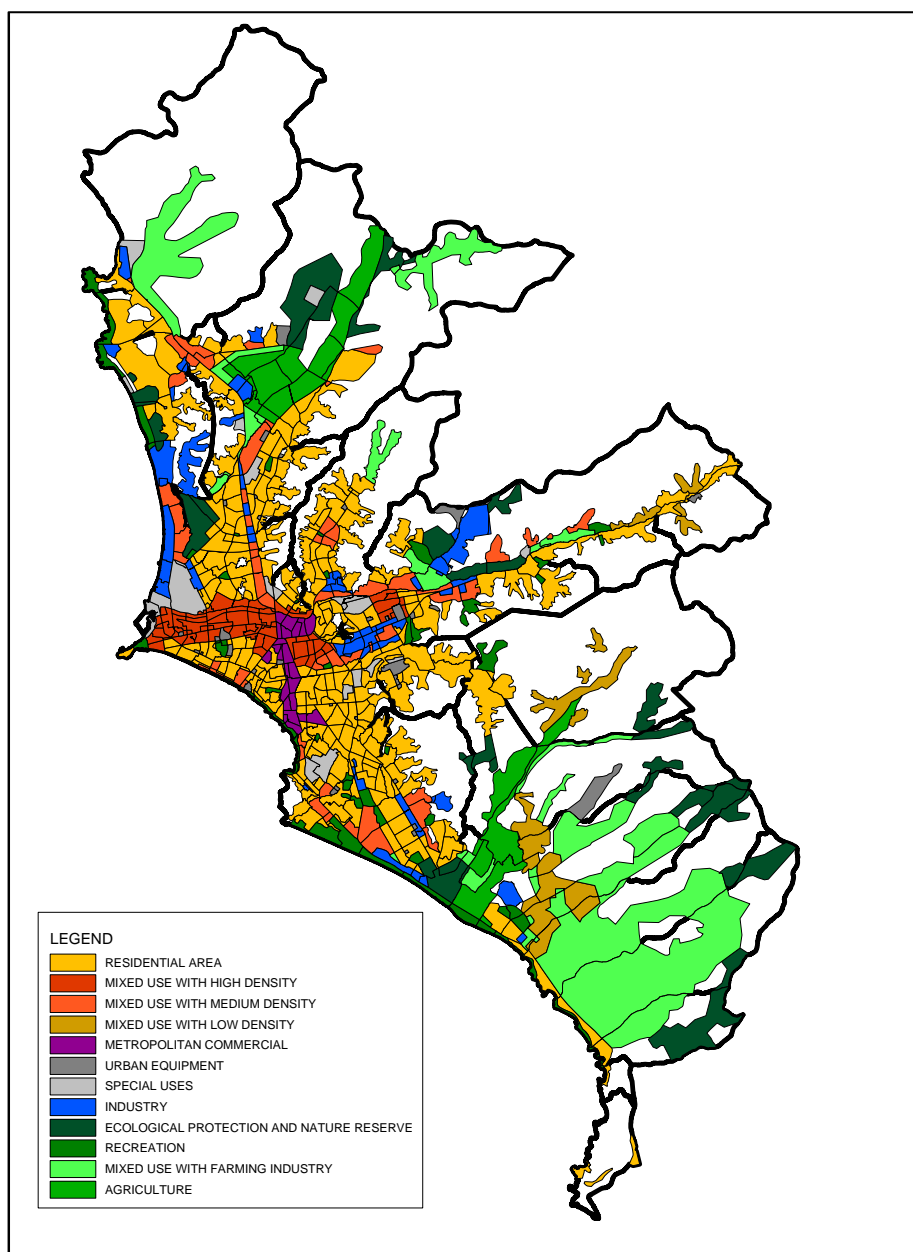 LEGEND
RESIDENTIAL AREA
MIXED USE WITH HIGH DENSITY
MIXED USE WITH MEDIUM DENSITY
MIXED USE WITH LOW DENSITY
METROPOLITAN COMMERCIAL
URBAN EQUIPMENT
SPECIAL USES
INDUSTRY
ECOLOGICAL PROTECTION AND NATURE RESERVE
RECREATION
MIXED USE WITH FARMING INDUSTRY
AGRICULTURE